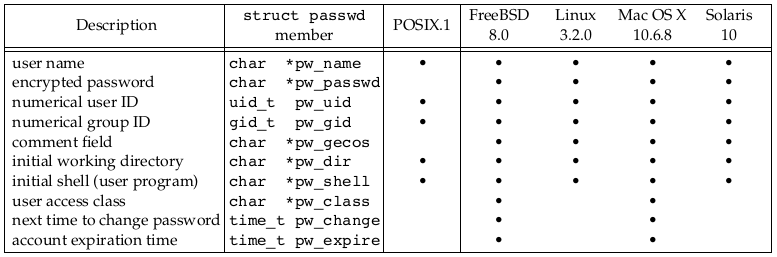 Description struct passwd member POSIX.1 FreeBSD 8.0 Linux 3.2.0 Mac OS X 10.6.8 Solaris 10
user name char *pw_name • • • • •
encrypted password char *pw_passwd • • • •
numerical user ID uid_t pw_uid • • • • •
numerical group ID gid_t pw_gid • • • • •
comment field char *pw_gecos • • • •
initial working directory char *pw_dir • • • • •
initial shell (user program) char *pw_shell • • • • •
user access class char *pw_class • •
next time to change password time_t pw_change • •
account expiration time time_t pw_expire • •